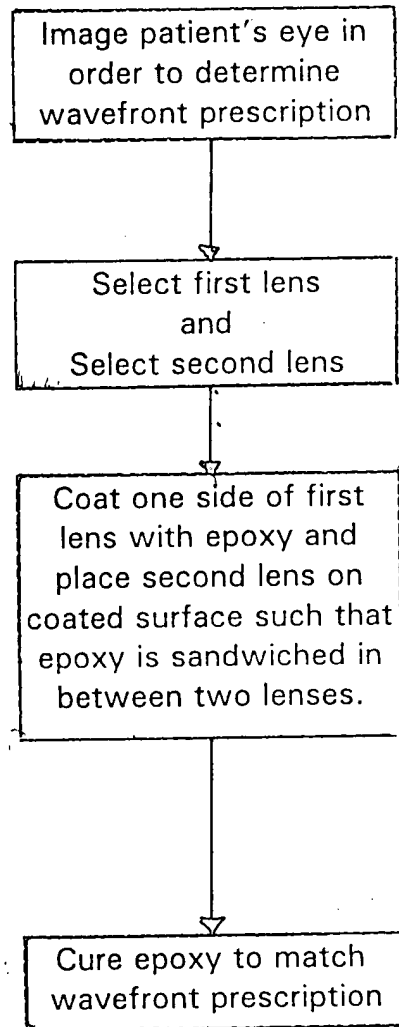 Image patient's eye in
order to determine
wavefront prescription
Select first lens
and
Select second lens
Coat one side of first
lens with epoxy and
place second lens on
coated surface such that
epoxy is sandwiched in
between two lenses.
Cure epoxy to match
wavefront prescription